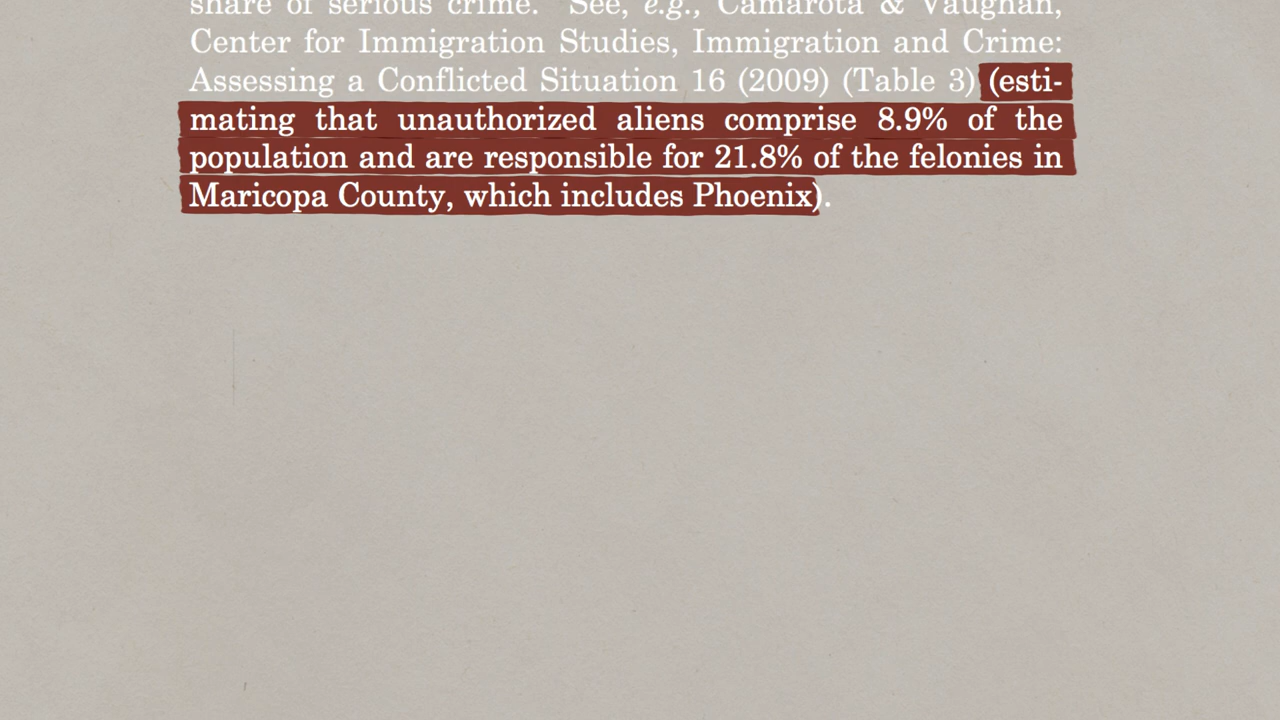 share of serious crime. See, e.g., Camarota & Vaughan,
Center for Immigration Studies, Immigration and Crime:
Assessing a Conflicted Situation 16 (2009) (Table 3) (esti-
mating that unauthorized aliens comprise 8.9% of the
population and are responsible for 21.8% of the felonies in
Maricopa County, which includes Phoenix).